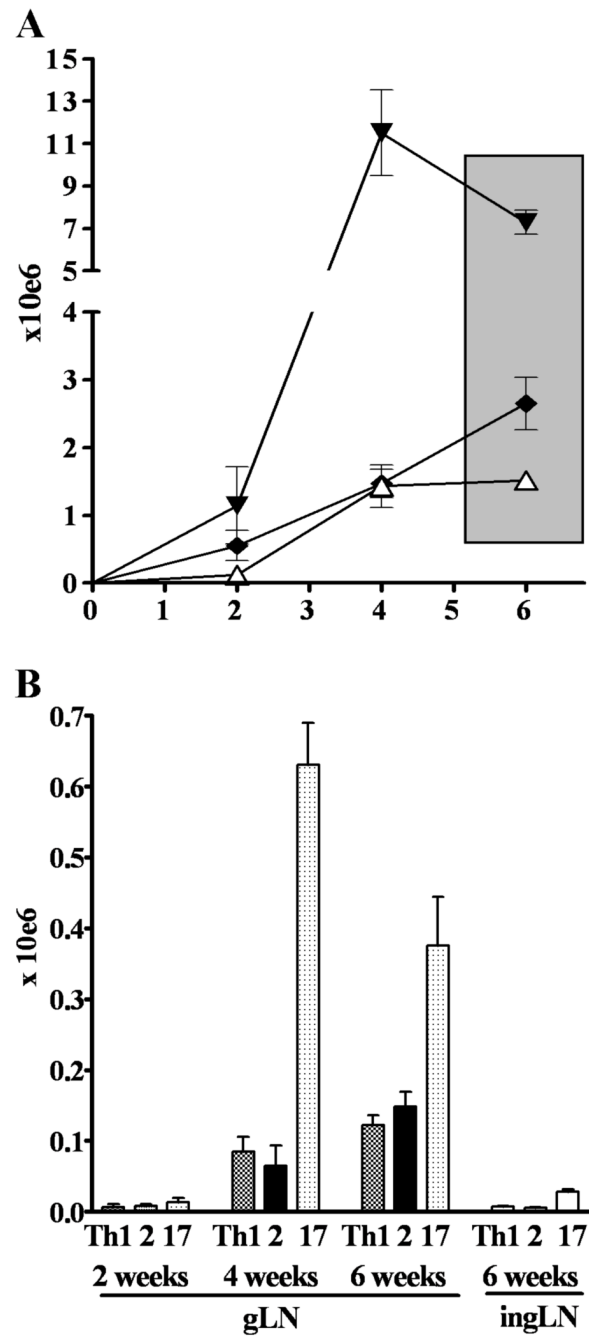 A
15
13
11
9
7
5
4
3
2
1
0
x10e6
0 1 2 3 4 5 6
B
0.7
0.6
0.5
0.4
0.3
0.2
0.1
0.0
x 10e6
Th1 2 17 Th1 2 17 Th1 2 17 Th1 2 17
2 weeks 4 weeks 6 weeks 6 weeks
gLN ingLN